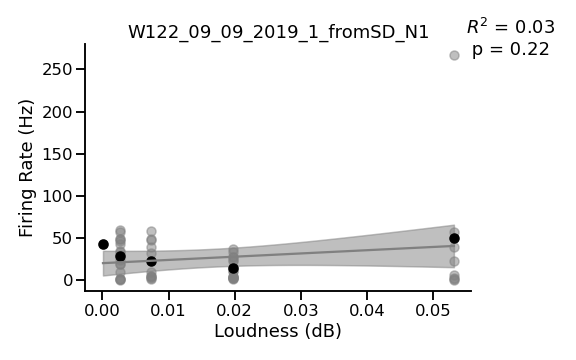 W122_09_09_2019_1_fromSD_N1
R² = 0.03
p = 0.22
Firing Rate (Hz)
250
200
150
100
50
0
0.00 0.01 0.02 0.03 0.04 0.05
Loudness (dB)